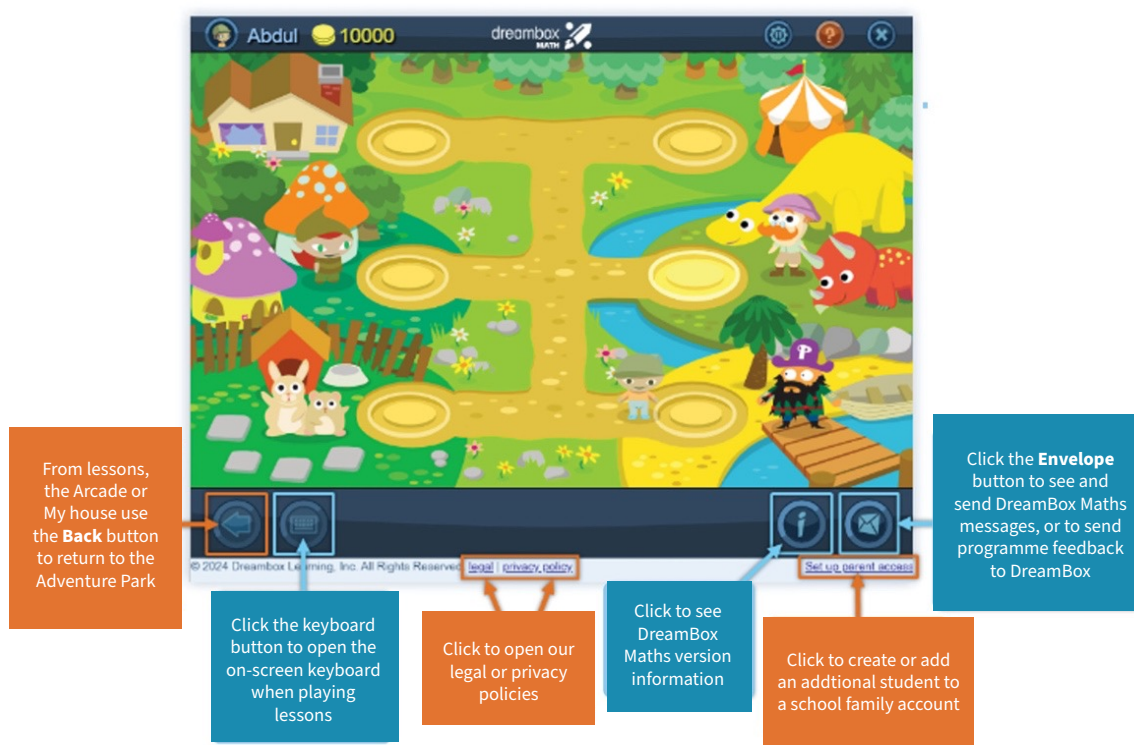 Abdul 10000
dreambox
MATH
P
From lessons,
the Arcade or
My house use
the Back button
to return to the
Adventure Park
Click the Envelope
button to see and
send DreamBox Maths
messages, or to send
programme feedback
to DreamBox
© 2024 Dreambox Learning, Inc. All Rights Reserved legal | privacy policy
Set up parent access
Click the keyboard
button to open the
on-screen keyboard
when playing
lessons
Click to open our
legal or privacy
policies
Click to see
DreamBox
Maths version
information
Click to create or add
an addtional student to
a school family account